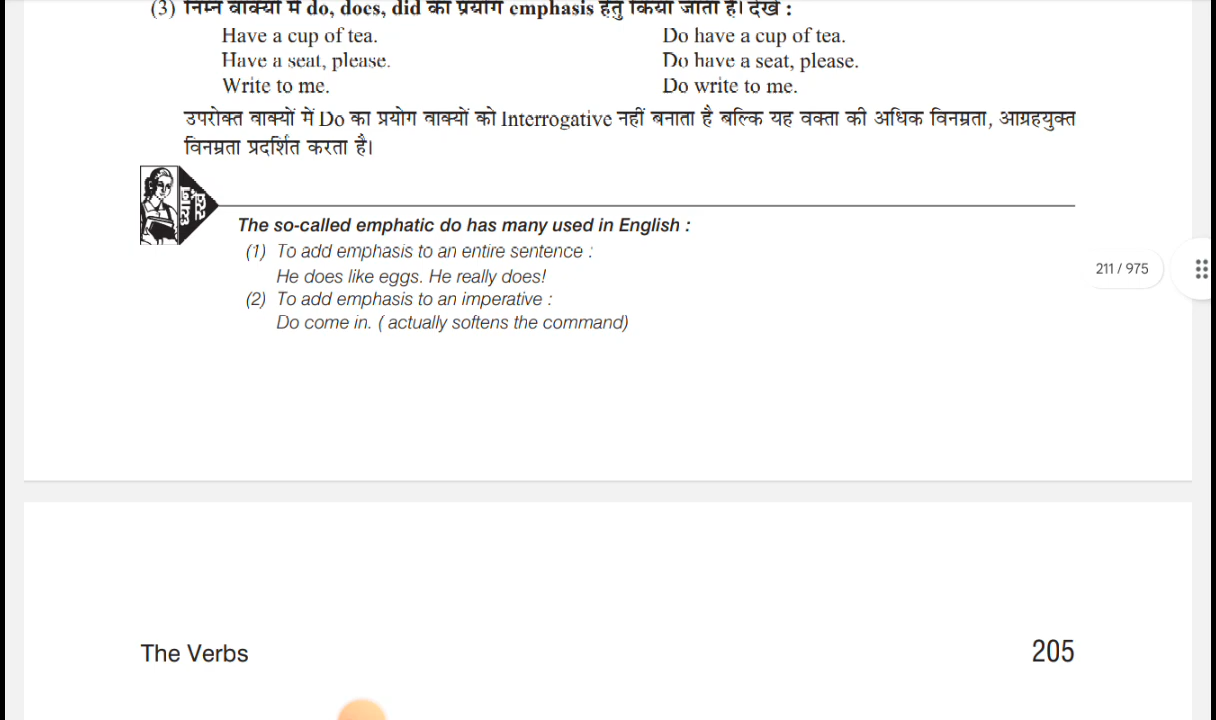 (3) निम्न वाक्यों में do, does, did का प्रयोग emphasis हेतु किया जाता है। देखें :
Have a cup of tea. Do have a cup of tea.
Have a seat, please. Do have a seat, please.
Write to me. Do write to me.
उपरोक्त वाक्यों में Do का प्रयोग वाक्यों को Interrogative नहीं बनाता है बल्कि यह वक्ता की अधिक विनम्रता, आग्रहयुक्त
विनम्रता प्रदर्शित करता है।
ध्यान
The so-called emphatic do has many used in English :
(1) To add emphasis to an entire sentence :
He does like eggs. He really does!
(2) To add emphasis to an imperative :
Do come in. ( actually softens the command)
211 / 975
The Verbs 205